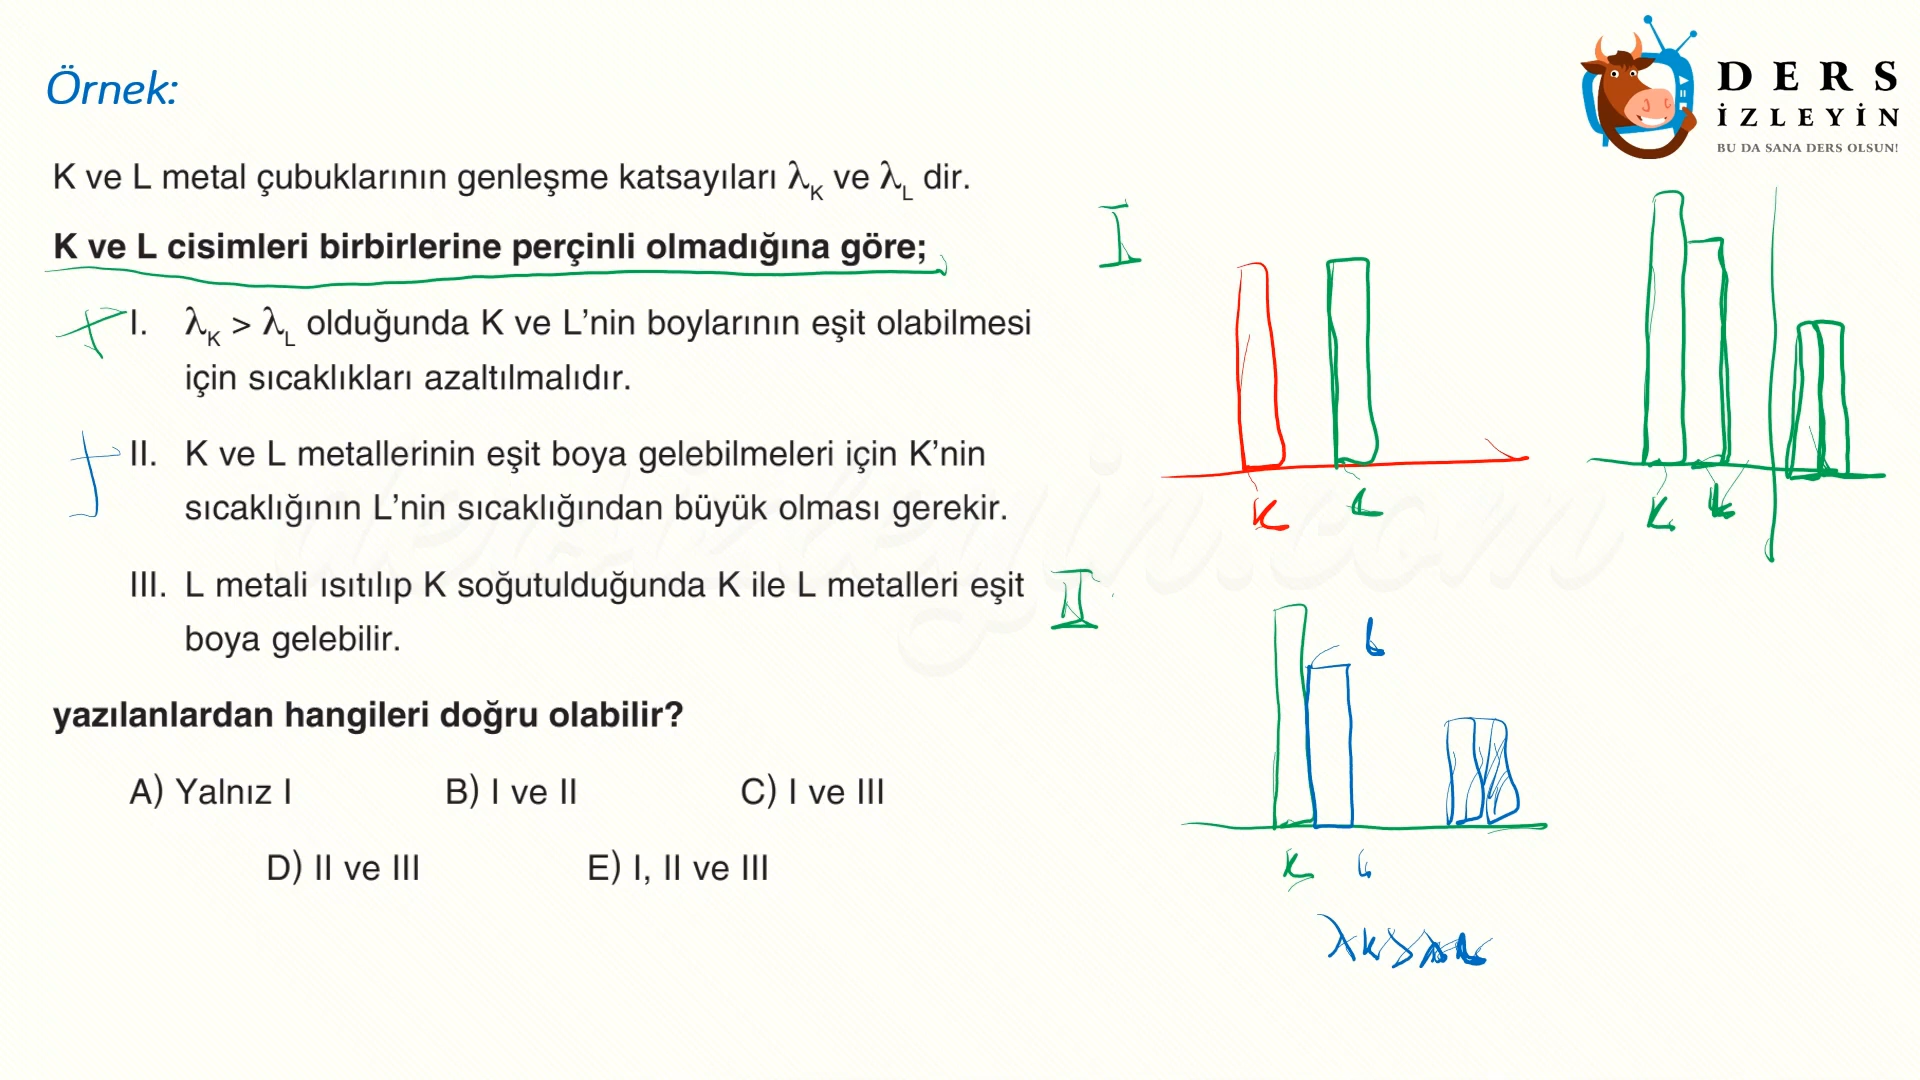 Örnek:
DERS
İZLEYİN
BU DA SANA DERS OLSUN!
K ve L metal çubuklarının genleşme katsayıları λK ve λL dir.
K ve L cisimleri birbirlerine perçinli olmadığına göre;
I. λK > λL olduğunda K ve L’nin boylarının eşit olabilmesi
için sıcaklıkları azaltılmalıdır.
II. K ve L metallerinin eşit boya gelebilmeleri için K’nin
sıcaklığının L’nin sıcaklığından büyük olması gerekir.
III. L metali ısıtılıp K soğutulduğunda K ile L metalleri eşit
boya gelebilir.
yazılanlardan hangileri doğru olabilir?
A) Yalnız I B) I ve II C) I ve III
D) II ve III E) I, II ve III
I
K L
K
II
L
K L